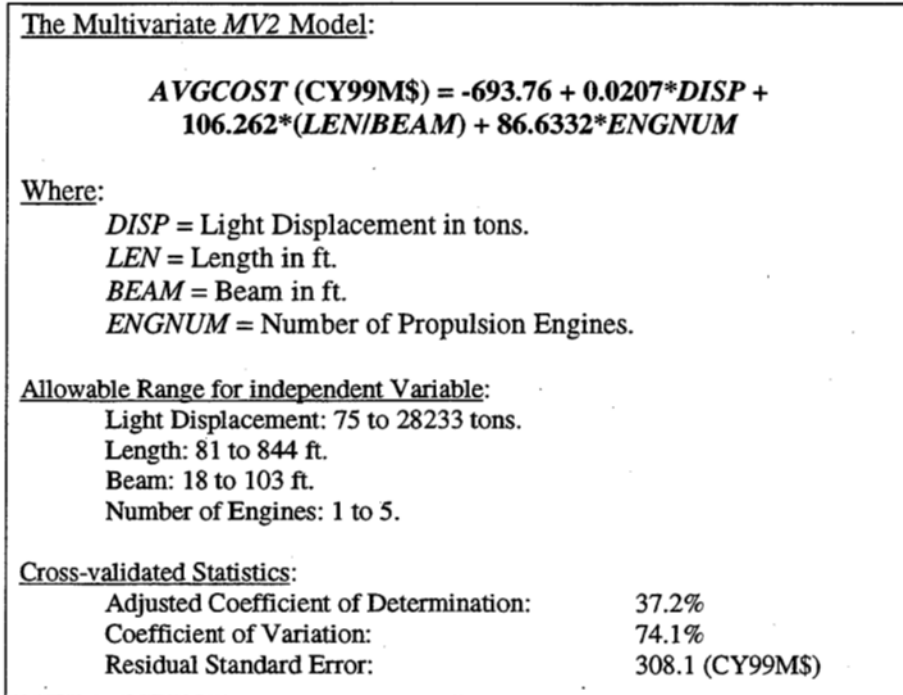 The Multivariate MV2 Model:
AVGCOST (CY99M$) = -693.76 + 0.0207*DISP +
106.262*(LEN/BEAM) + 86.6332*ENGNUM
Where:
DISP = Light Displacement in tons.
LEN = Length in ft.
BEAM = Beam in ft.
ENGNUM = Number of Propulsion Engines.
Allowable Range for independent Variable:
Light Displacement: 75 to 28233 tons.
Length: 81 to 844 ft.
Beam: 18 to 103 ft.
Number of Engines: 1 to 5.
Cross-validated Statistics:
Adjusted Coefficient of Determination: 37.2%
Coefficient of Variation: 74.1%
Residual Standard Error: 308.1 (CY99M$)